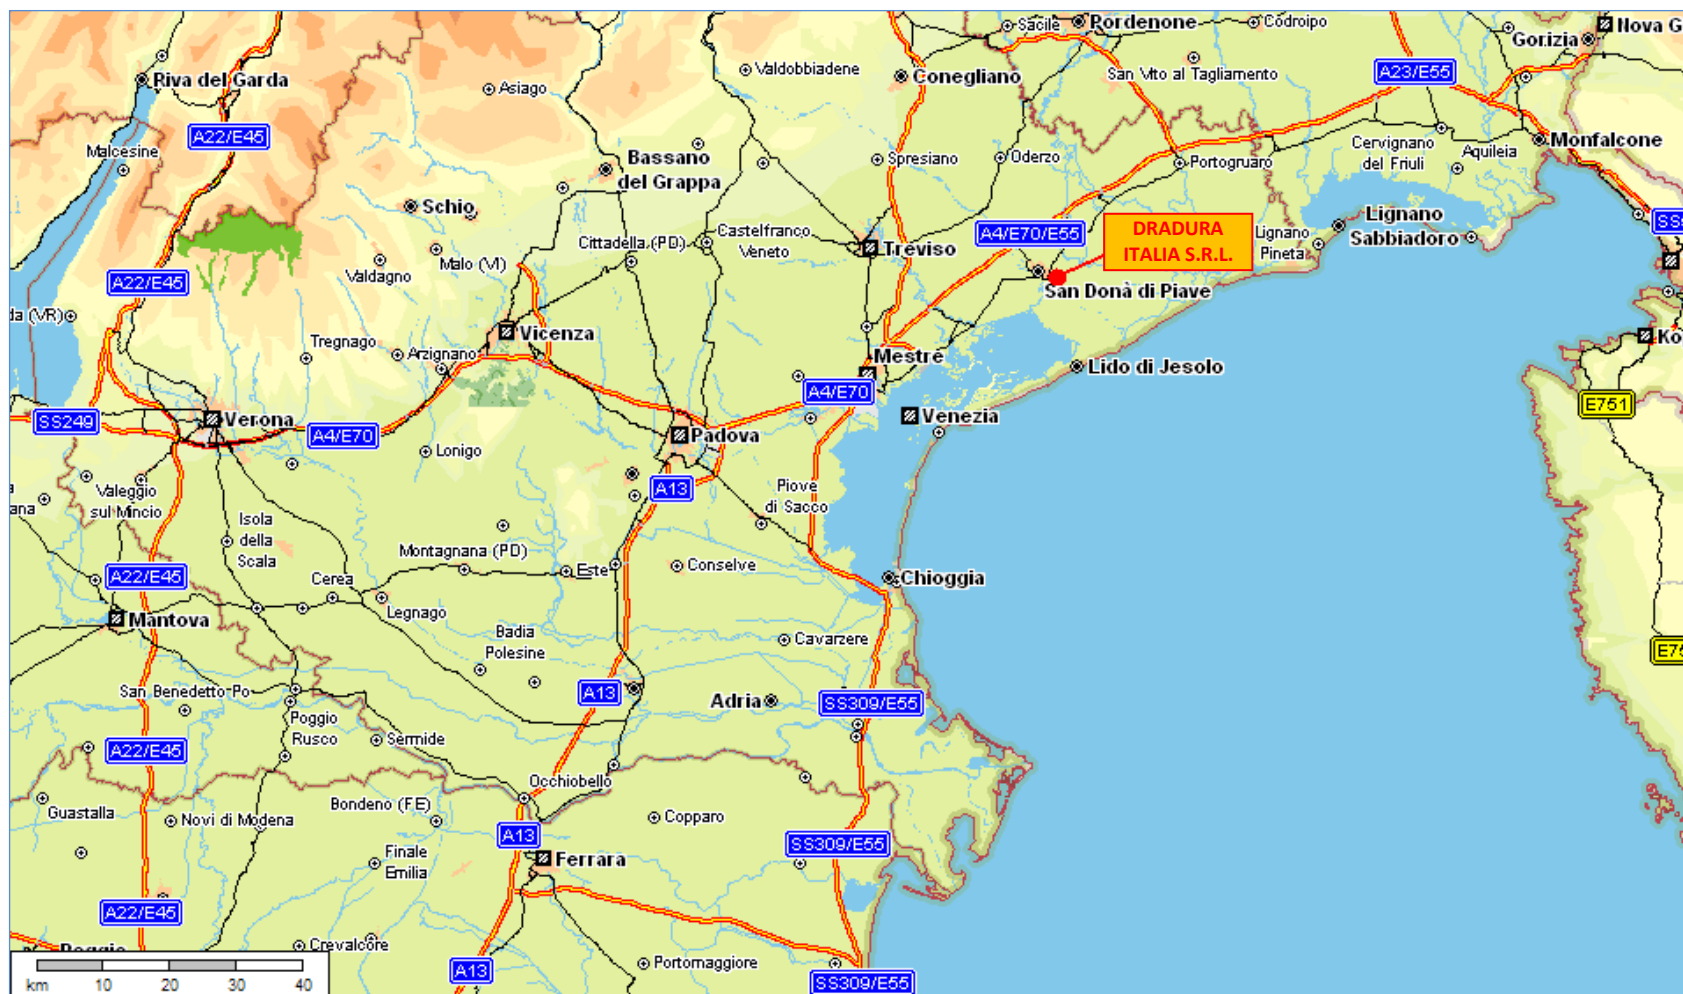 Sacile
Pordenone
Codroipo
Nova G
Gorizia
Riva del Garda
Valdobbiadene
Conegliano
San Vito al Tagliamento
A23/E55
Asiago
A22/E45
Malcesine
Bassano
del Grappa
Spresiano
Oderzo
Portogruaro
Cervignano
del Friuli
Aquileia
Monfalcone
Schio
Cittadella (PD)
Castelfranco
Veneto
Treviso
A4/E70/E55
DRADURA
ITALIA S.R.L.
Lignano
Pineta
Lignano
Sabbiadoro
Malo (VI)
Valdagno
A22/E45
San Donà di Piave
da (VR)
Tregnago
Arzignano
Vicenza
Mestre
Lido di Jesolo
Ko
A4/E70
E751
SS249
Verona
A4/E70
Padova
Venezia
Lonigo
A13
Valeggio
sul Mincio
ana
Piove
di Sacco
Isola
della
Scala
Montagnana (PD)
Este
Conselve
Chioggia
A22/E45
Cerea
Legnago
Mantova
Badia
Polesine
Cavarzere
San Benedetto Po
A13
Adria
SS309/E55
Poggio
Rusco
Sermide
A22/E45
Occhiobello
Guastalla
Novi di Modena
Bondeno (FE)
Copparo
A13
SS309/E55
Finale
Emilia
Ferrara
A22/E45
Crevalcore
A13
Portomaggiore
SS309/E55
km 10 20 30 40